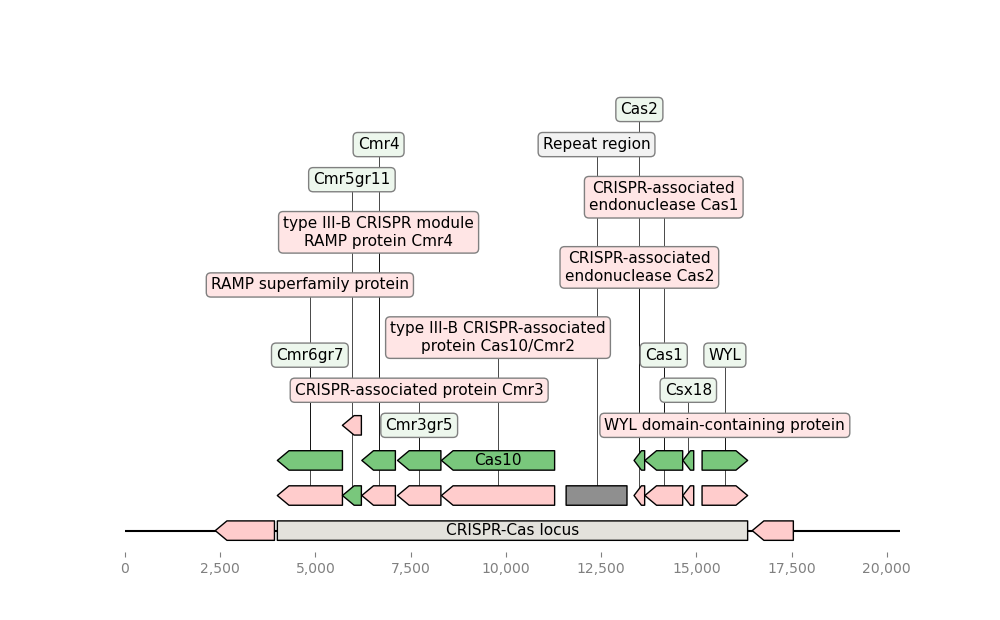 Cas2
Cmr4
Repeat region
Cmr5gr11
CRISPR-associated
endonuclease Cas1
type III-B CRISPR module
RAMP protein Cmr4
CRISPR-associated
endonuclease Cas2
RAMP superfamily protein
type III-B CRISPR-associated
protein Cas10/Cmr2
Cmr6gr7
Cas1
WYL
CRISPR-associated protein Cmr3
Csx18
Cmr3gr5
WYL domain-containing protein
Cas10
CRISPR-Cas locus
0
2,500
5,000
7,500
10,000
12,500
15,000
17,500
20,000